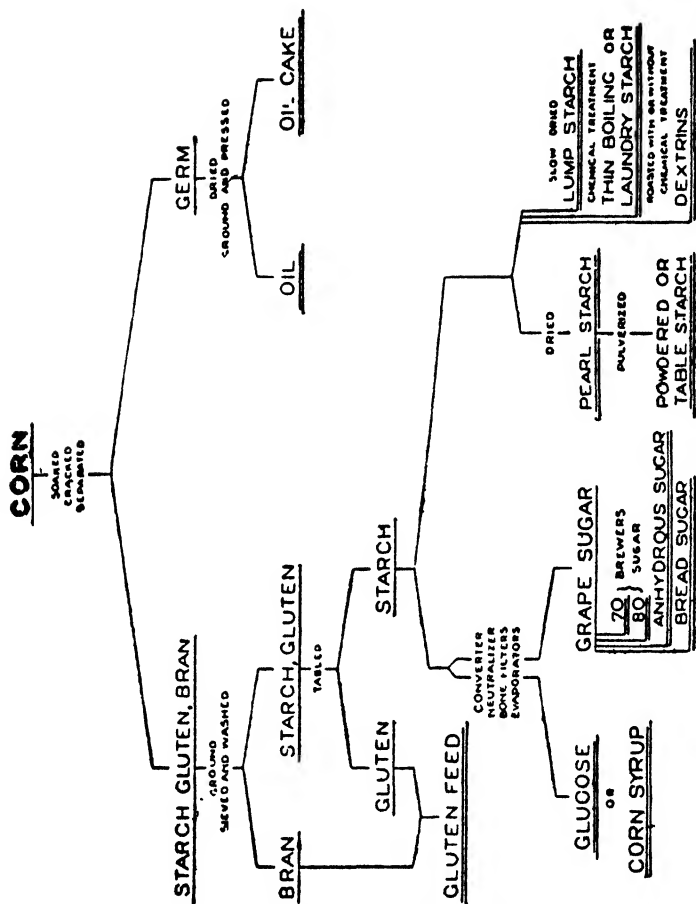 CORN
SOAKED
CRACKED
SEPARATED
STARCH, GLUTEN, BRAN
GROUND
SIEVED AND WASHED
GERM
DRIED
GROUND AND PRESSED
BRAN
STARCH, GLUTEN
TABLED
OIL
OIL CAKE
GLUTEN
STARCH
GLUTEN FEED
CONVERTER
NEUTRALIZER
BONE FILTERS
EVAPORATORS
GLUCOSE
OR
CORN SYRUP
GRAPE SUGAR
70 } BREWERS
80 } SUGAR
ANHYDROUS SUGAR
BREAD SUGAR
DRIED
PEARL STARCH
PULVERIZED
POWDERED OR
TABLE STARCH
SLOW DRIED
LUMP STARCH
CHEMICAL TREATMENT
THIN BOILING OR
LAUNDRY STARCH
ROASTED WITH OR WITHOUT
CHEMICAL TREATMENT
DEXTRINS